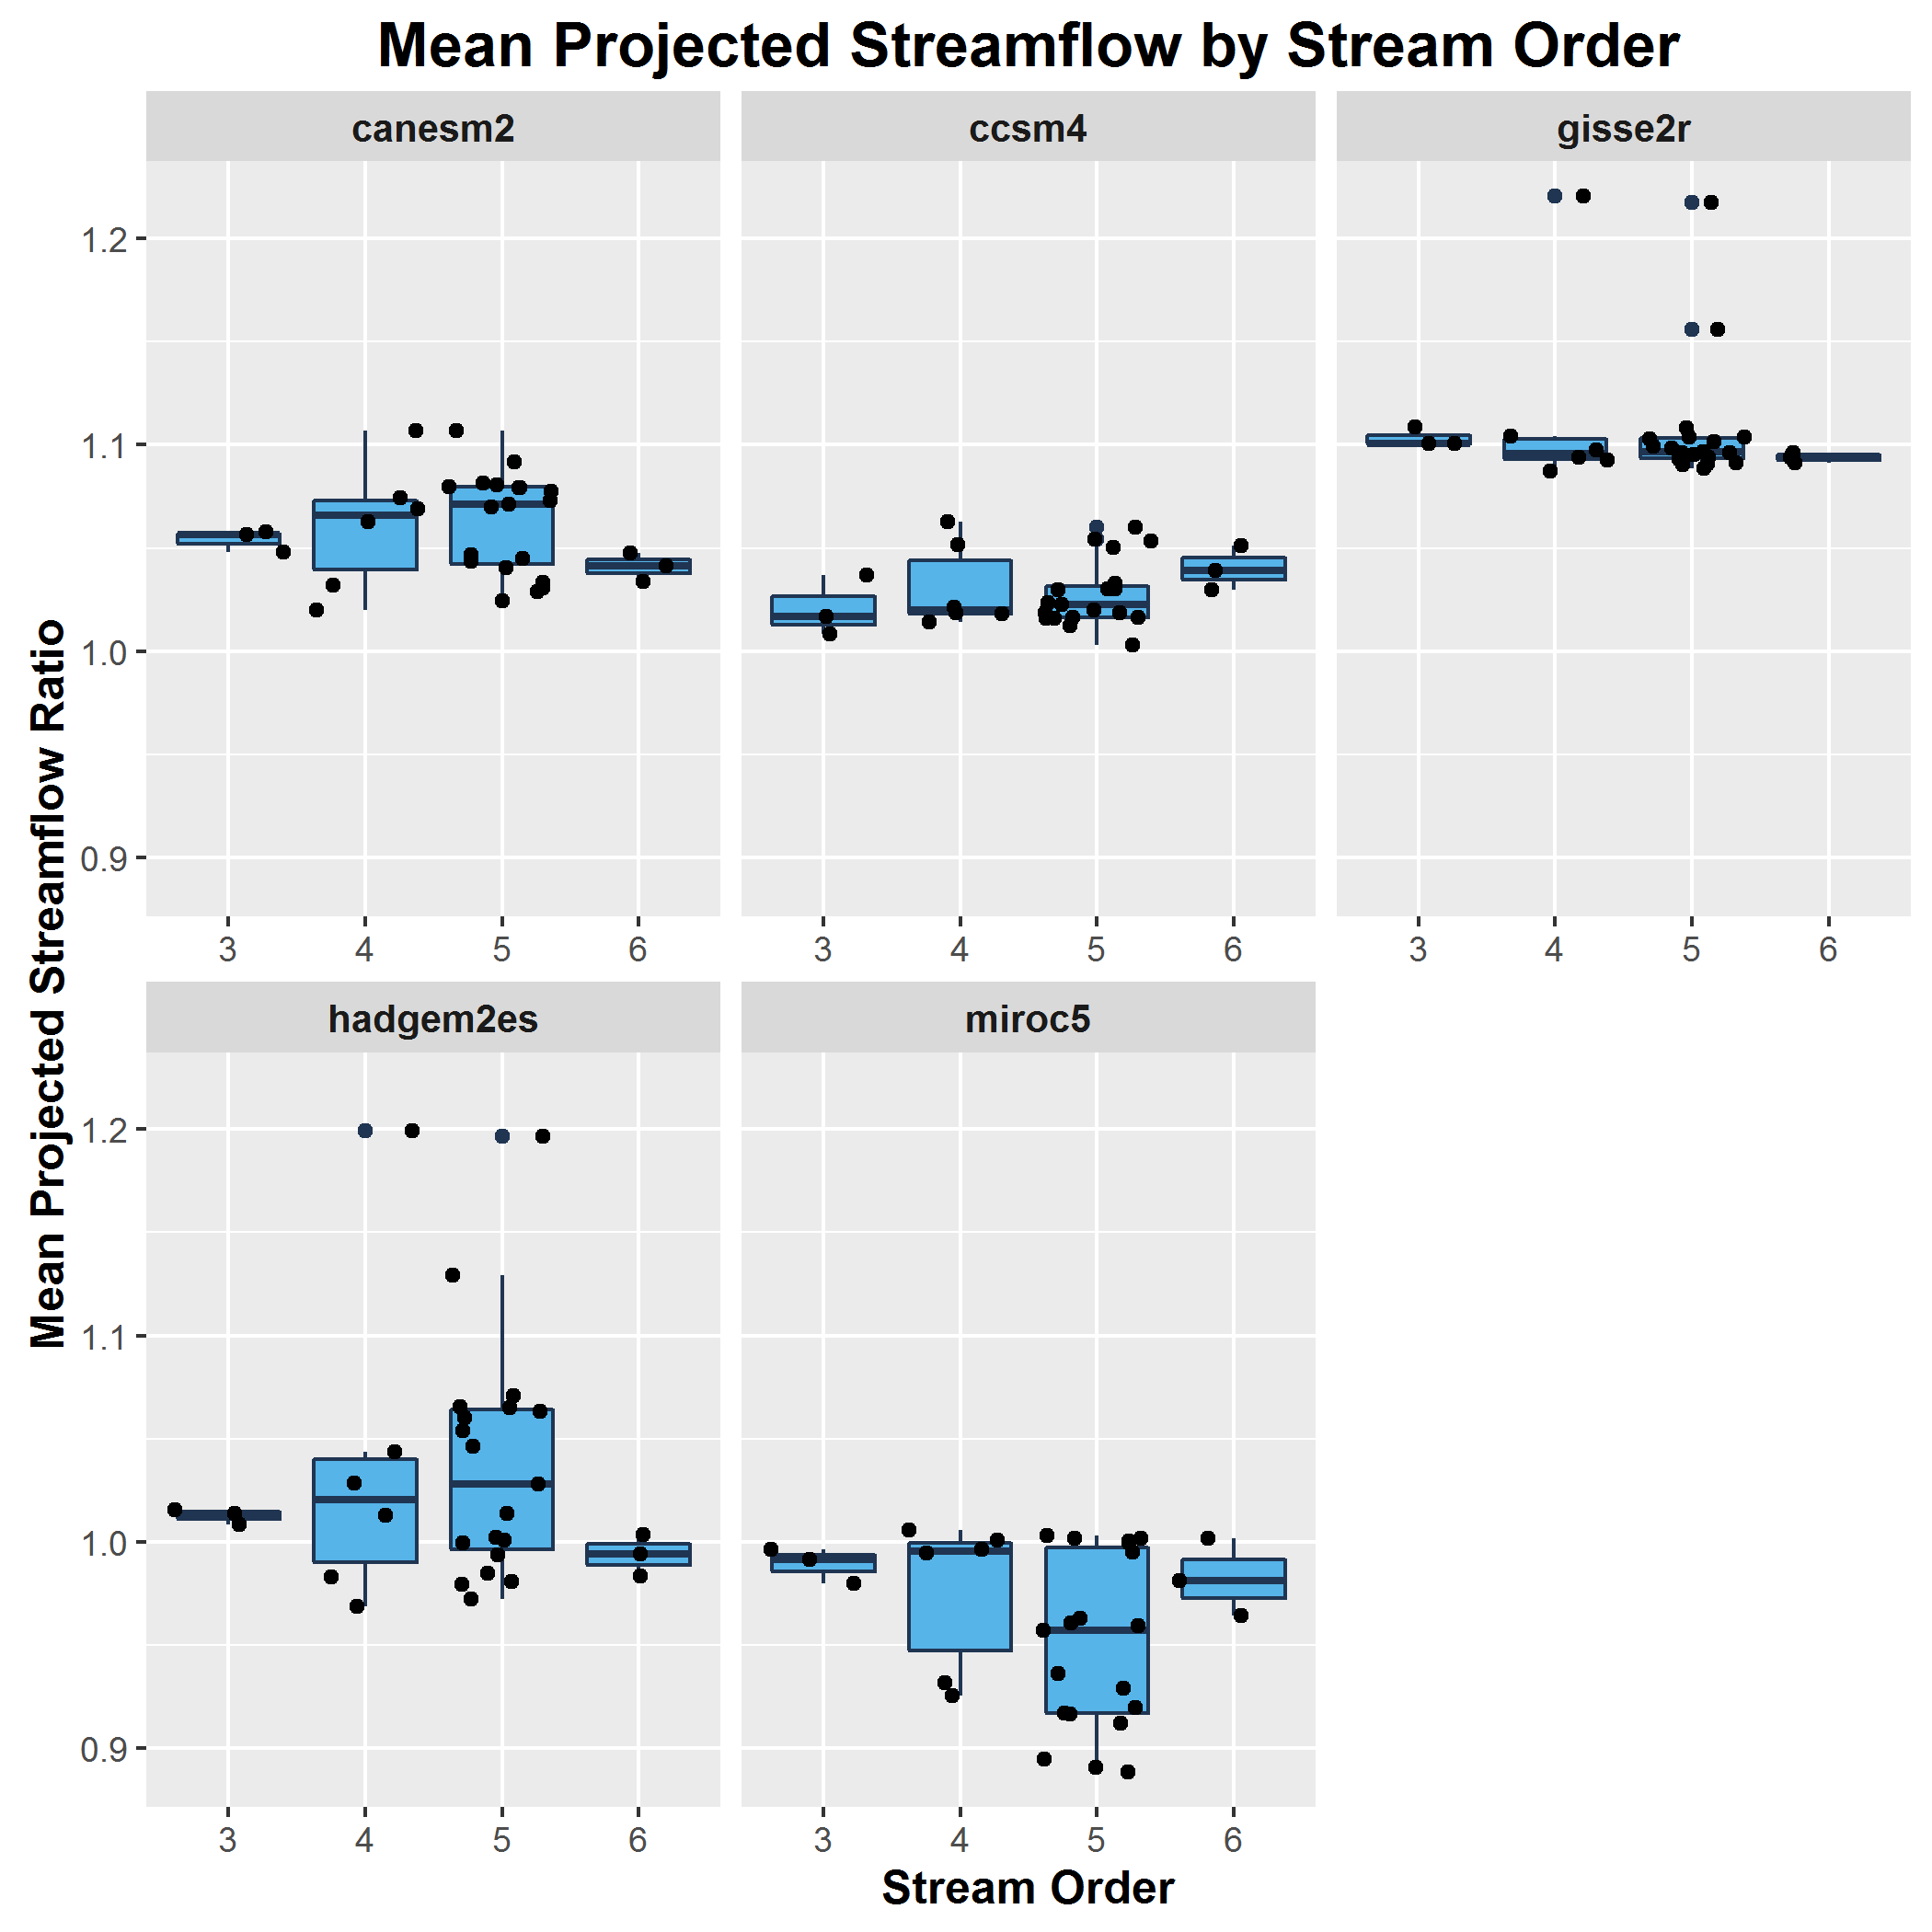 Mean Projected Streamflow by Stream Order
canesm2
ccsm4
gisse2r
1.2
1.1
1.0
0.9
3 4 5 6
3 4 5 6
3 4 5 6
Mean Projected Streamflow Ratio
hadgem2es
miroc5
1.2
1.1
1.0
0.9
3 4 5 6
3 4 5 6
Stream Order